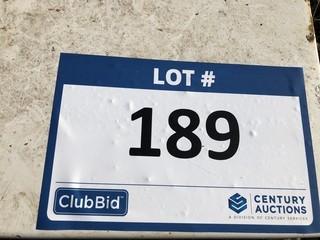 LOT #
189
ClubBid
CENTURY
AUCTIONS
A DIVISION OF CENTURY SERVICES